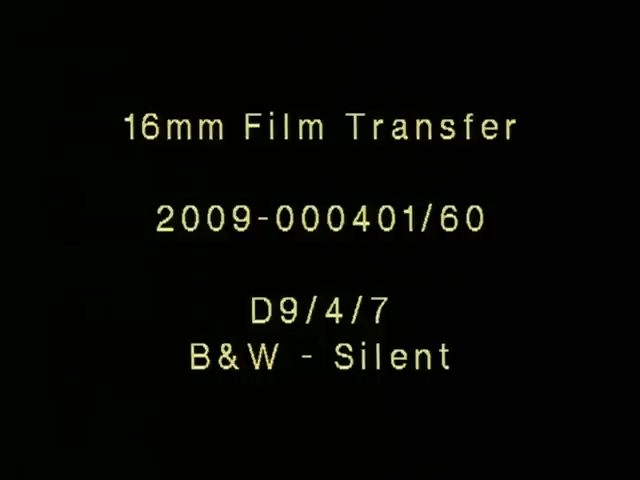 16mm Film Transfer
2009-000401/60
D9/4/7
B&W - Silent